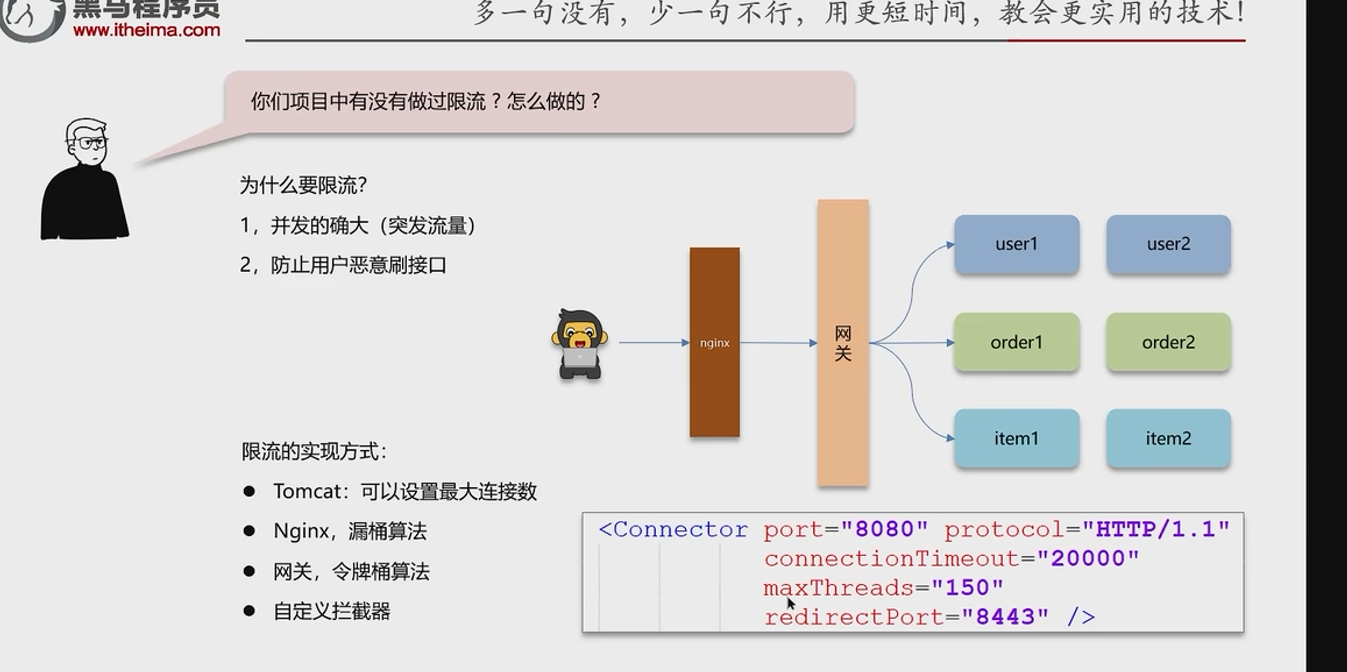 黑马程序员
www.itheima.com
多一句没有，少一句不行，用更短时间，教会更实用的技术！
你们项目中有没有做过限流？怎么做的？
为什么要限流？
1，并发的确大（突发流量）
2，防止用户恶意刷接口
nginx
网
关
user1
user2
order1
order2
item1
item2
限流的实现方式：
● Tomcat：可以设置最大连接数
● Nginx，漏桶算法
● 网关，令牌桶算法
● 自定义拦截器
<Connector port="8080" protocol="HTTP/1.1"
connectionTimeout="20000"
maxThreads="150"
redirectPort="8443" />